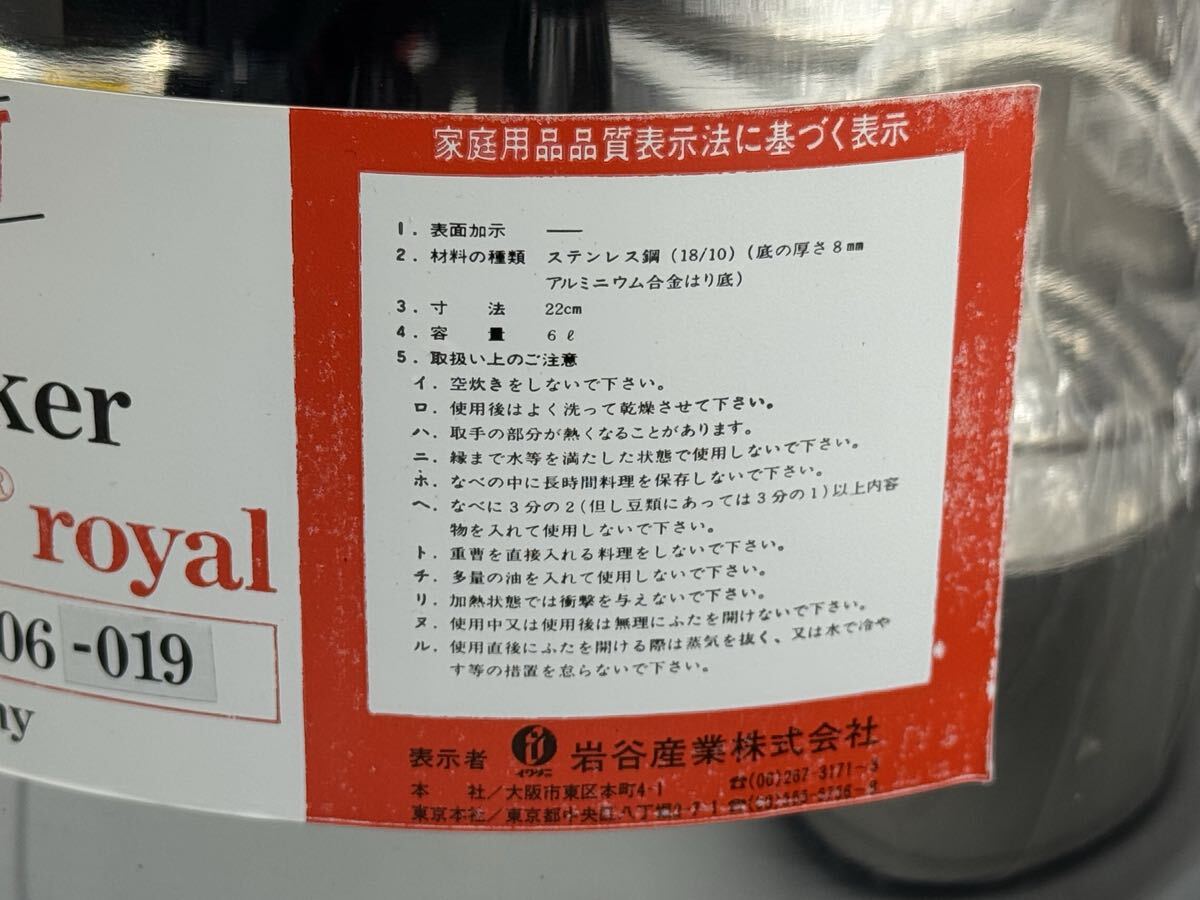 ker
® royal
06-019
ny
家庭用品品質表示法に基づく表示
1. 表面加示 ——
2. 材料の種類 ステンレス鋼 (18/10) (底の厚さ8mm
アルミニウム合金はり底)
3. 寸 法 22cm
4. 容 量 6ℓ
5. 取扱い上のご注意
イ. 空炊きをしないで下さい。
ロ. 使用後はよく洗って乾燥させて下さい。
ハ. 取手の部分が熱くなることがあります。
ニ. 縁まで水等を満たした状態で使用しないで下さい。
ホ. なべの中に長時間料理を保存しないで下さい。
ヘ. なべに3分の2(但し豆類にあっては3分の1)以上内容
物を入れて使用しないで下さい。
ト. 重曹を直接入れる料理をしないで下さい。
チ. 多量の油を入れて使用しないで下さい。
リ. 加熱状態では衝撃を与えないで下さい。
ヌ. 使用中又は使用後は無理にふたを開けないで下さい。
ル. 使用直後にふたを開ける際は蒸気を抜く、又は水で冷や
す等の措置を怠らないで下さい。
表示者 イワタニ 岩谷産業株式会社
本 社/大阪市東区本町4-1 ☎(06)267-3171~3
東京本社/東京都中央区八丁堀2-7-1